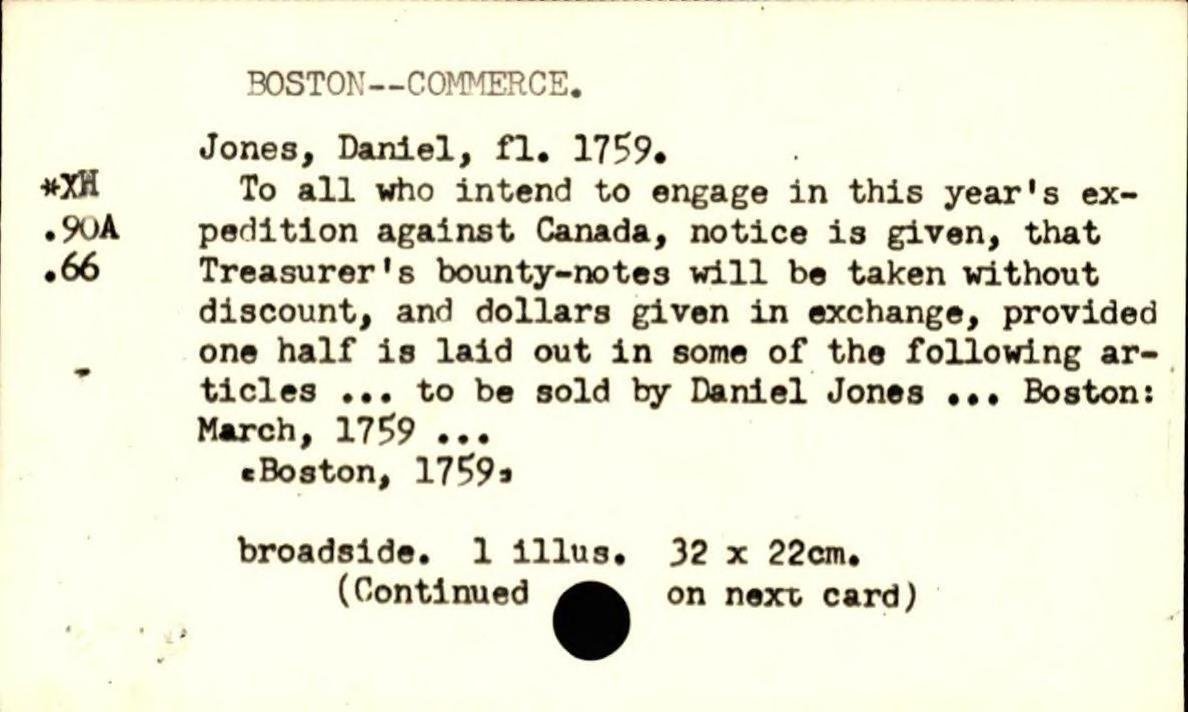 BOSTON--COMMERCE.
Jones, Daniel, fl. 1759.
*XH To all who intend to engage in this year's ex-
.90A pedition against Canada, notice is given, that
.66 Treasurer's bounty-notes will be taken without
discount, and dollars given in exchange, provided
one half is laid out in some of the following ar-
ticles ... to be sold by Daniel Jones ... Boston:
March, 1759 ...
[Boston, 1759]
broadside. 1 illus. 32 x 22cm.
(Continued on next card)